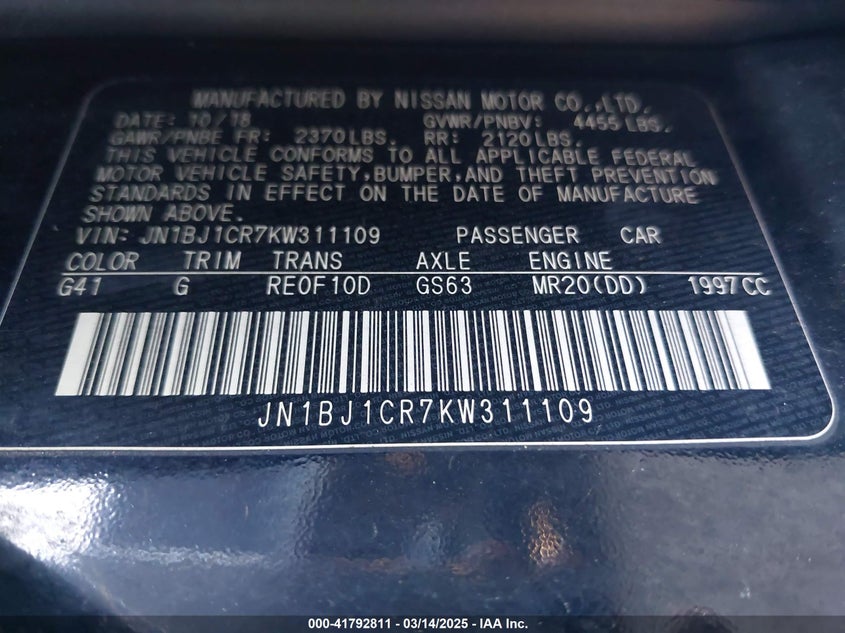 MANUFACTURED BY NISSAN MOTOR CO.,LTD.
DATE: 10/18 GVWR/PNBV: 4455 LBS.
GAWR/PNBE FR: 2370 LBS. RR: 2120 LBS.
THIS VEHICLE CONFORMS TO ALL APPLICABLE FEDERAL
MOTOR VEHICLE SAFETY,BUMPER,AND THEFT PREVENTION
STANDARDS IN EFFECT ON THE DATE OF MANUFACTURE
SHOWN ABOVE.
VIN: JN1BJ1CR7KW311109 PASSENGER CAR
COLOR TRIM TRANS AXLE ENGINE
G41 G RE0F10D GS63 MR20(DD) 1997CC
JN1BJ1CR7KW311109
000-41792811 - 03/14/2025 - IAA Inc.